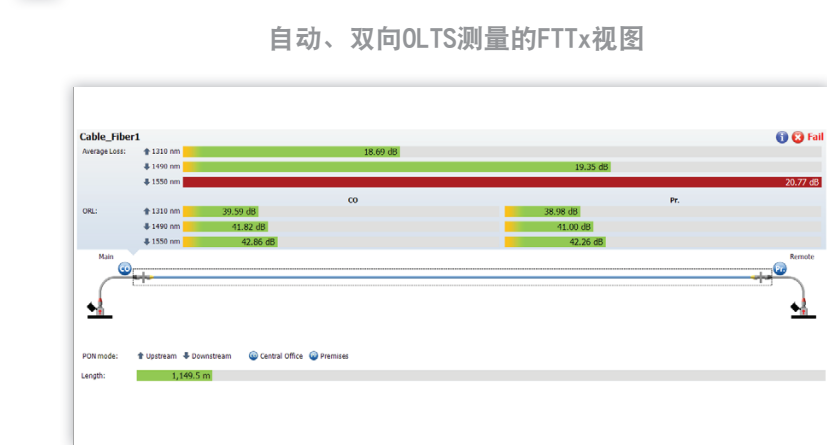 自动、双向OLTS测量的FTTx视图
Cable_Fiber1 Fail
Average Loss: 1310 nm 18.69 dB
1490 nm 19.35 dB
1550 nm 20.77 dB
CO Pr.
ORL: 1310 nm 39.59 dB 38.98 dB
1490 nm 41.82 dB 41.00 dB
1550 nm 42.86 dB 42.26 dB
Main Remote
CO Pr.
PON mode: Upstream Downstream Central Office Premises
Length: 1,149.5 m